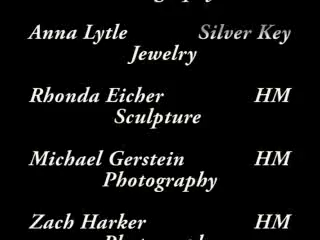 Anna Lytle Silver Key
Jewelry
Rhonda Eicher HM
Sculpture
Michael Gerstein HM
Photography
Zach Harker HM